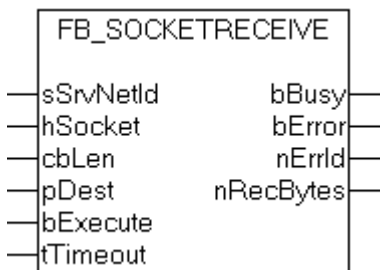 FB_SOCKETRECEIVE
sSrvNetId bBusy
hSocket bError
cbLen nErrId
pDest nRecBytes
bExecute
tTimeout